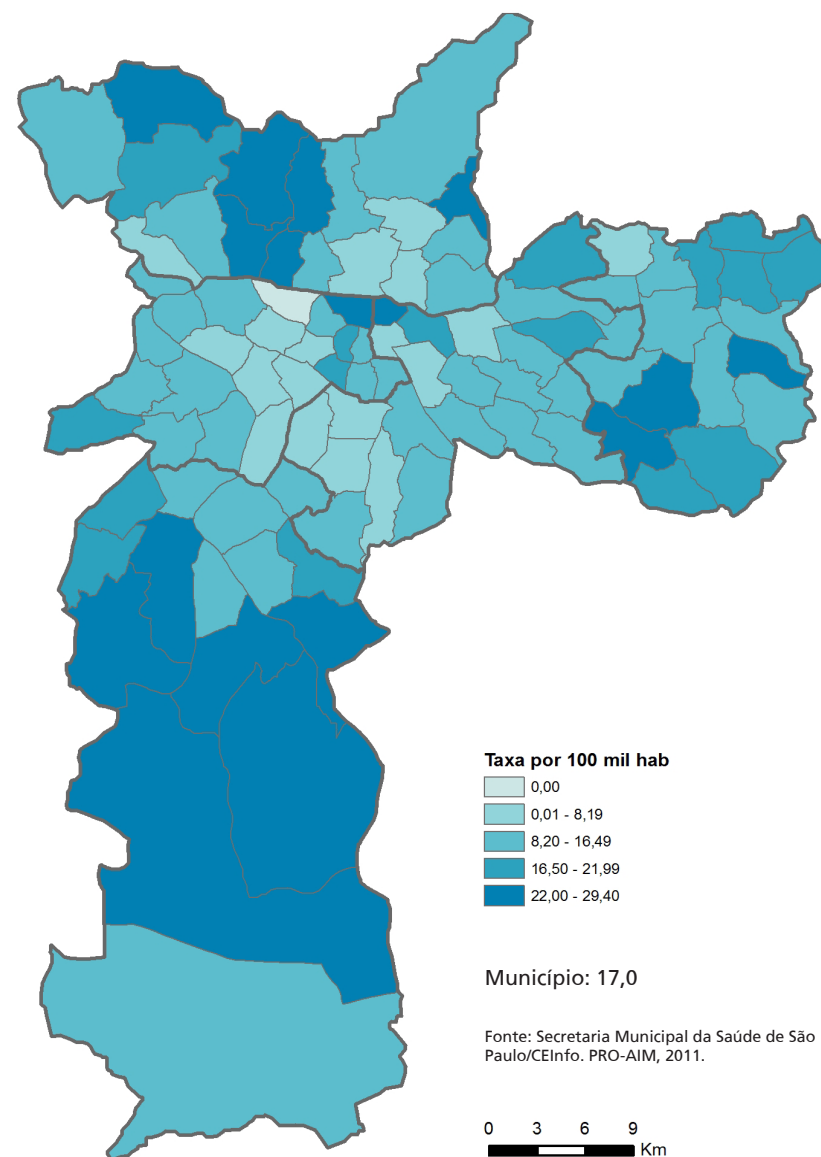 Taxa por 100 mil hab
0,00
0,01 - 8,19
8,20 - 16,49
16,50 - 21,99
22,00 - 29,40
Município: 17,0
Fonte: Secretaria Municipal da Saúde de São
Paulo/CEInfo. PRO-AIM, 2011.
0 3 6 9
Km